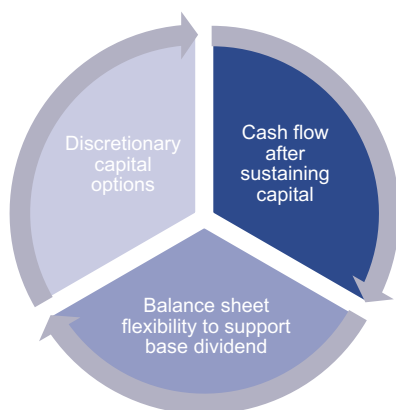 Discretionary
capital
options
Cash flow
after
sustaining
capital
Balance sheet
flexibility to support
base dividend